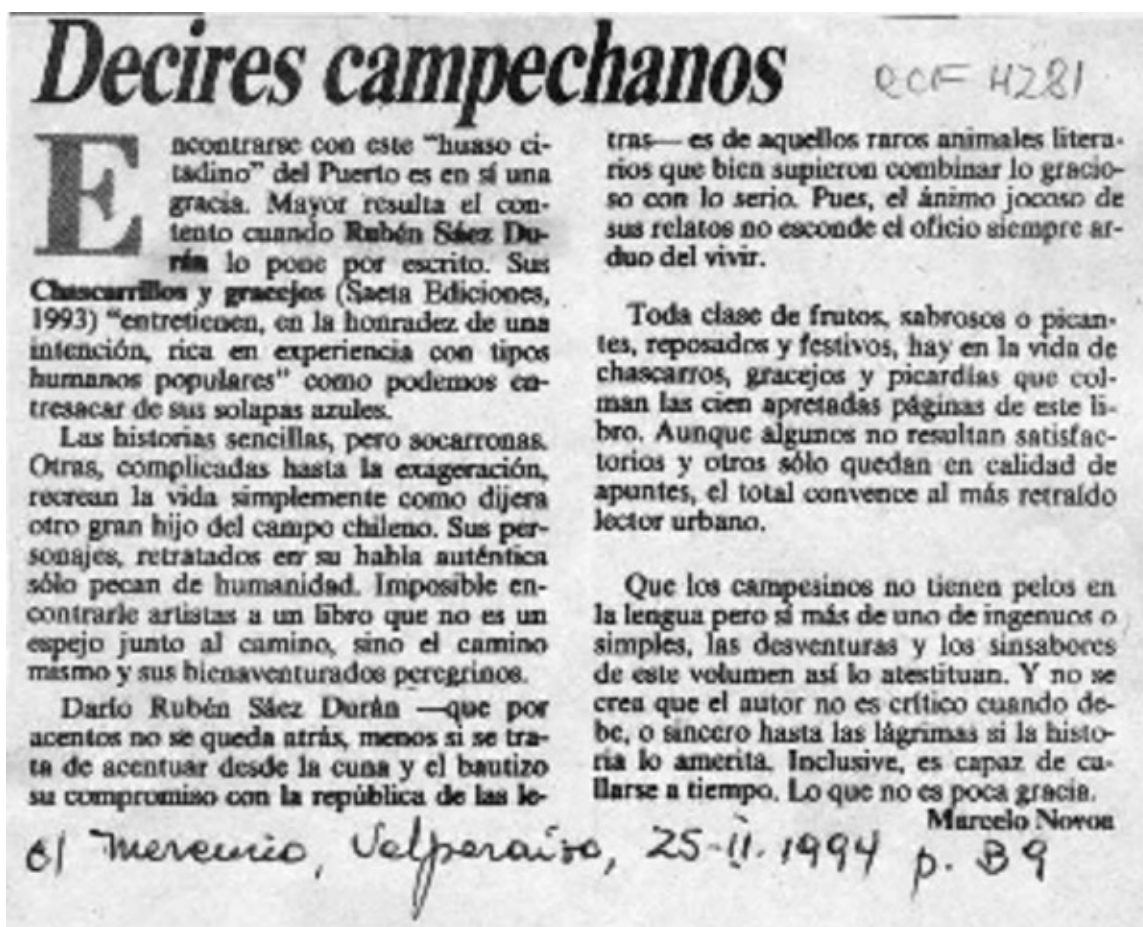 Decires campechanos
RCF 4281
Encontrarse con este "huaso ci-
tadino" del Puerto es en sí una
gracia. Mayor resulta el con-
tento cuando Rubén Sáez Du-
rán lo pone por escrito. Sus
Chascarrillos y gracejos (Saeta Ediciones,
1993) "entretienen, en la honradez de una
intención, rica en experiencia con tipos
humanos populares" como podemos en-
tresacar de sus solapas azules.
Las historias sencillas, pero socarronas.
Otras, complicadas hasta la exageración,
recrean la vida simplemente como dijera
otro gran hijo del campo chileno. Sus per-
sonajes, retratados en su habla auténtica
sólo pecan de humanidad. Imposible en-
contrarle artistas a un libro que no es un
espejo junto al camino, sino el camino
mismo y sus bienaventurados peregrinos.
Darío Rubén Sáez Durán —que por
acentos no se queda atrás, menos si se tra-
ta de acentuar desde la cuna y el bautizo
su compromiso con la república de las le-
tras— es de aquellos raros animales litera-
rios que bien supieron combinar lo gracio-
so con lo serio. Pues, el ánimo jocoso de
sus relatos no esconde el oficio siempre ar-
duo del vivir.
Toda clase de frutos, sabrosos o pican-
tes, reposados y festivos, hay en la vida de
chascarros, gracejos y picardías que col-
man las cien apretadas páginas de este li-
bro. Aunque algunos no resultan satisfac-
torios y otros sólo quedan en calidad de
apuntes, el total convence al más retraído
lector urbano.
Que los campesinos no tienen pelos en
la lengua pero sí más de uno de ingenuos o
simples, las desventuras y los sinsabores
de este volumen así lo atestituan. Y no se
crea que el autor no es crítico cuando de-
be, o sincero hasta las lágrimas si la histo-
ria lo amerita. Inclusive, es capaz de ca-
llarse a tiempo. Lo que no es poca gracia.
Marcelo Novoa
El Mercurio, Valparaíso, 25-II-1994 p. B9